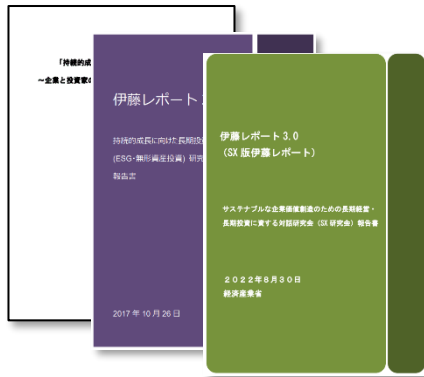 「持続的成
～企業と投資家の
伊藤レポート
持続的成長に向けた長期投
(ESG・無形資産投資) 研究
報告書
2017 年 10 月 26 日
伊藤レポート 3.0
（SX 版伊藤レポート）
サステナブルな企業価値創造のための長期経営・
長期投資に資する対話研究会（SX 研究会）報告書
２０２２年８月３０日
経済産業省